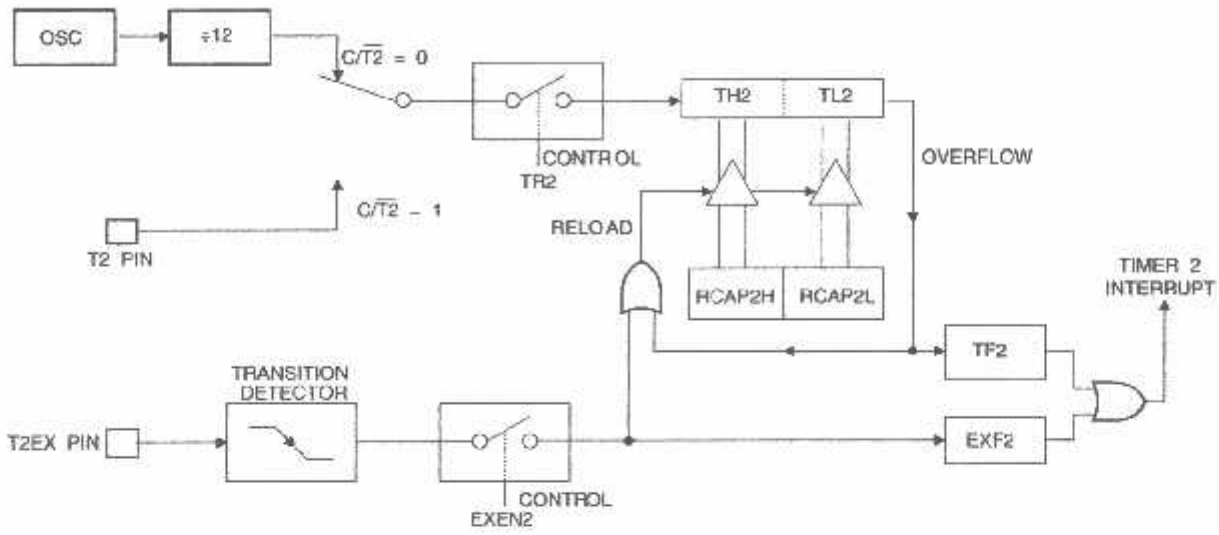 OSC
÷12
C/T2̅ = 0
TH2
TL2
CONTROL
TR2
OVERFLOW
C/T2̅ = 1
T2 PIN
RELOAD
RCAP2H
RCAP2L
TIMER 2
INTERRUPT
TF2
TRANSITION
DETECTOR
T2EX PIN
EXF2
CONTROL
EXEN2